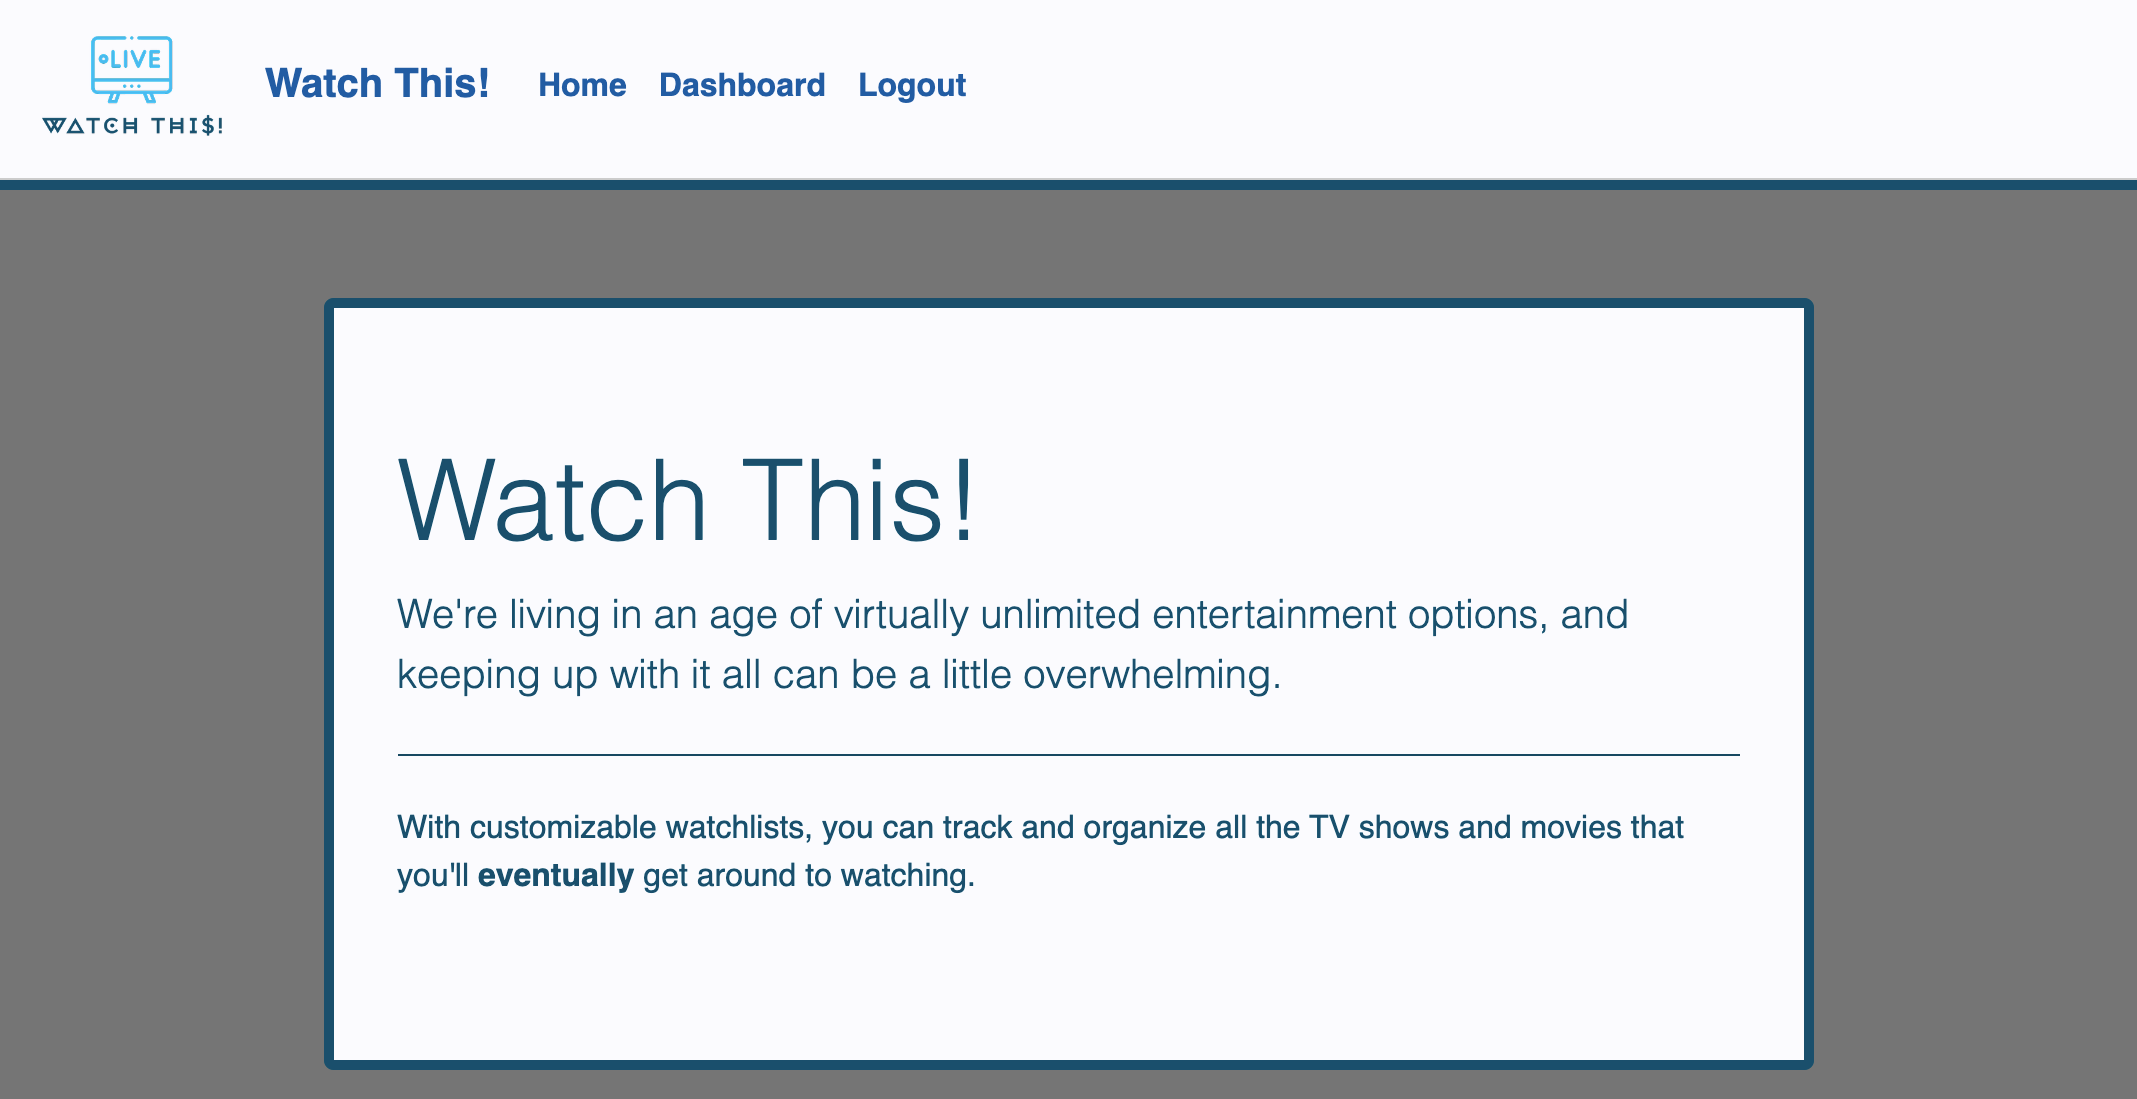 LIVE
WATCH THI$!
Watch This! Home Dashboard Logout
Watch This!
We're living in an age of virtually unlimited entertainment options, and
keeping up with it all can be a little overwhelming.
With customizable watchlists, you can track and organize all the TV shows and movies that
you'll eventually get around to watching.